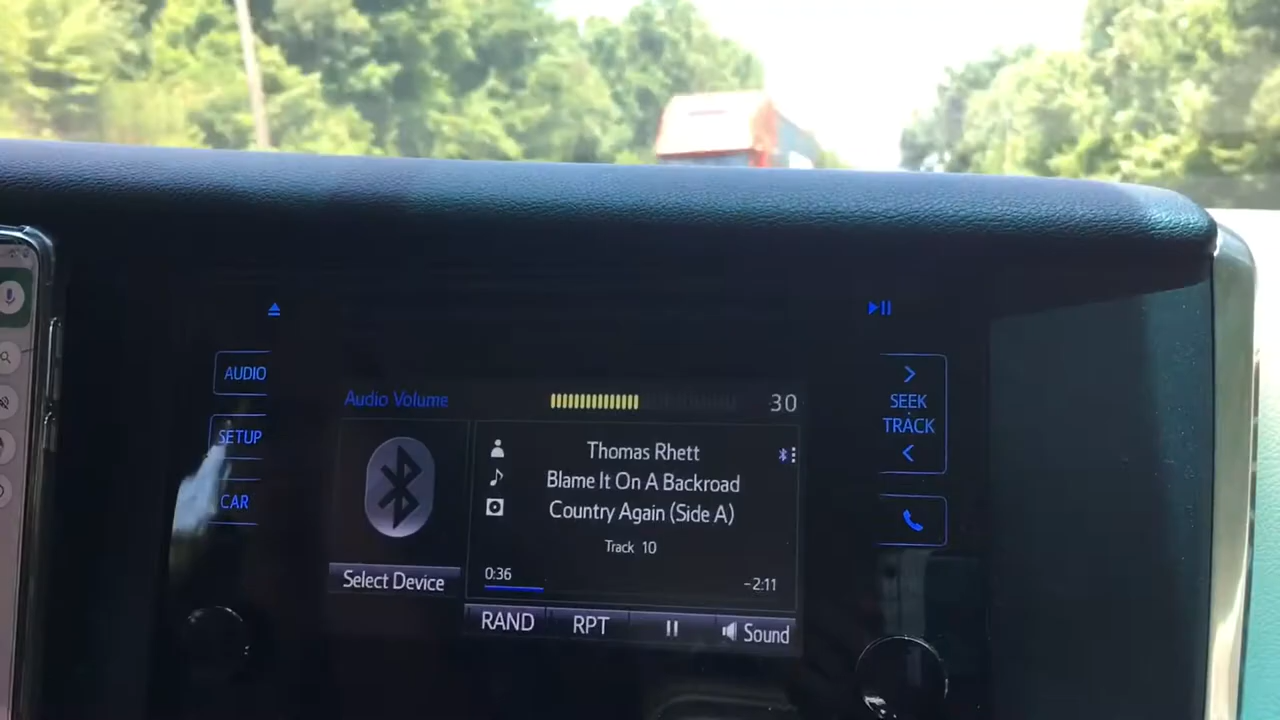 AUDIO
SETUP
CAR
Audio Volume
30
Thomas Rhett
Blame It On A Backroad
Country Again (Side A)
Track 10
0:36
-2:11
Select Device
RAND
RPT
Sound
SEEK
TRACK